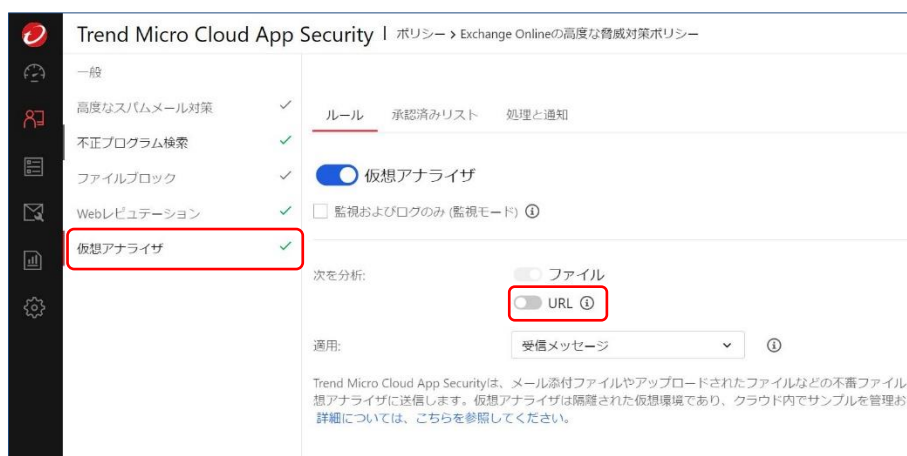 Trend Micro Cloud App Security | ポリシー > Exchange Onlineの高度な脅威対策ポリシー
一般
高度なスパムメール対策
不正プログラム検索
ファイルブロック
Webレピュテーション
仮想アナライザ
ルール 承認済みリスト 処理と通知
仮想アナライザ
監視およびログのみ (監視モード)
次を分析: ファイル
URL
適用: 受信メッセージ
Trend Micro Cloud App Securityは、メール添付ファイルやアップロードされたファイルなどの不審ファイル
想アナライザに送信します。仮想アナライザは隔離された仮想環境であり、クラウド内でサンプルを管理お
詳細については、こちらを参照してください。